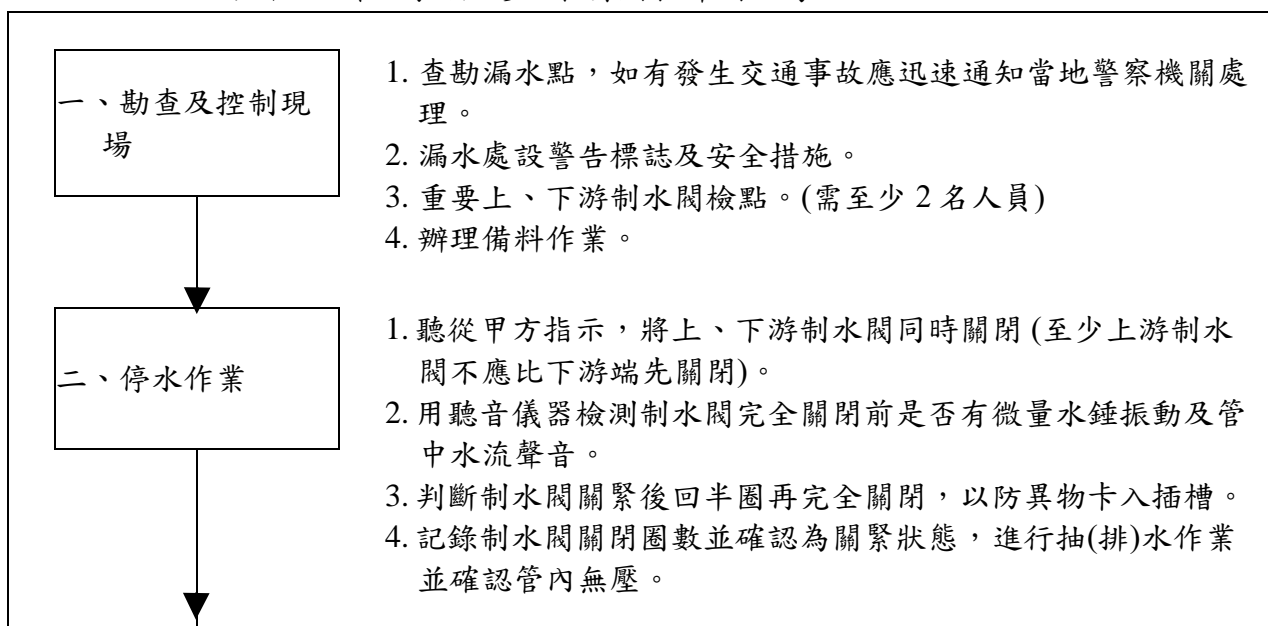 一、勘查及控制現
場
1. 查勘漏水點，如有發生交通事故應迅速通知當地警察機關處
理。
2. 漏水處設警告標誌及安全措施。
3. 重要上、下游制水閥檢點。(需至少 2 名人員)
4. 辦理備料作業。
二、停水作業
1. 聽從甲方指示，將上、下游制水閥同時關閉 (至少上游制水
閥不應比下游端先關閉)。
2. 用聽音儀器檢測制水閥完全關閉前是否有微量水錘振動及管
中水流聲音。
3. 判斷制水閥關緊後回半圈再完全關閉，以防異物卡入插槽。
4. 記錄制水閥關閉圈數並確認為關緊狀態，進行抽(排)水作業
並確認管內無壓。